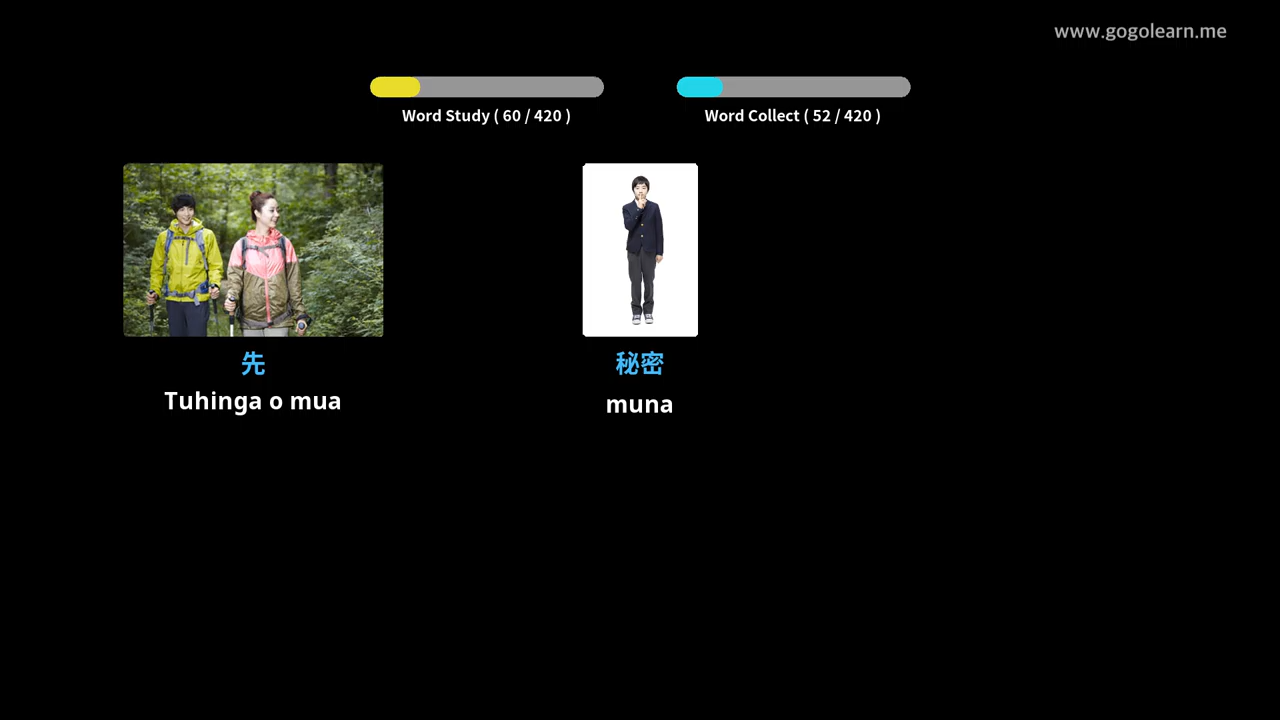 www.gogolearn.me
Word Study ( 60 / 420 )
Word Collect ( 52 / 420 )
先
Tuhinga o mua
秘密
muna